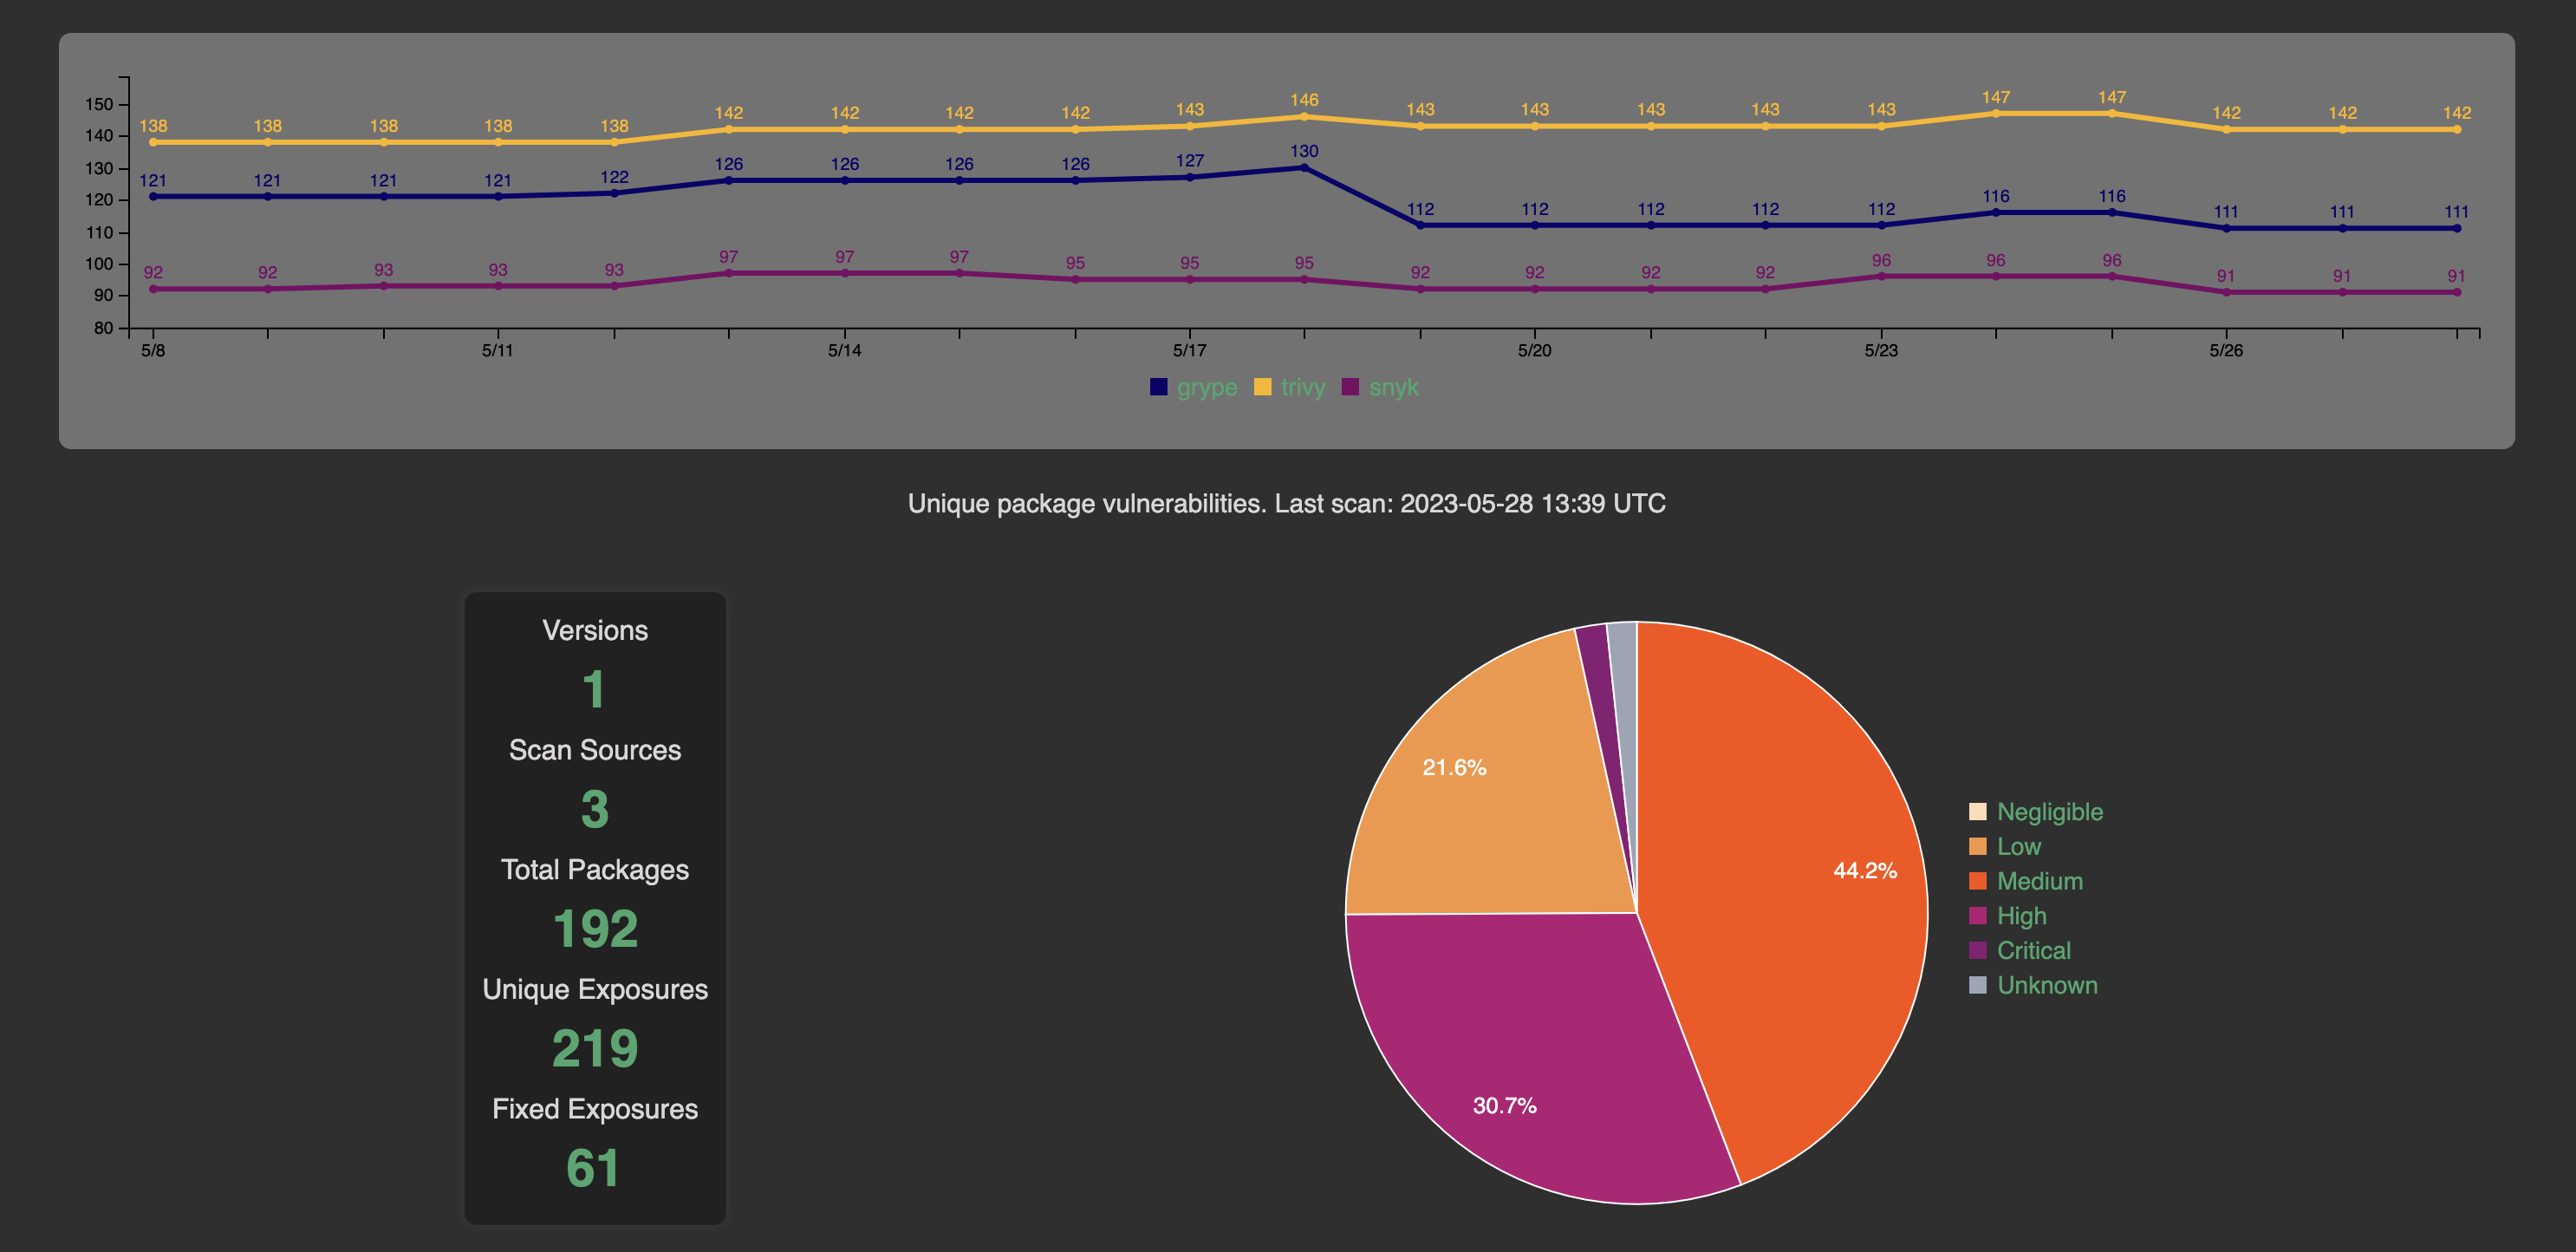 150
140
130
120
110
100
90
80
138 138 138 138 138 142 142 142 142 143 146 143 143 143 143 143 147 147 142 142 142
121 121 121 121 122 126 126 126 126 127 130 112 112 112 112 112 116 116 111 111 111
92 92 93 93 93 97 97 97 95 95 95 92 92 92 92 96 96 96 91 91 91
5/8 5/11 5/14 5/17 5/20 5/23 5/26
grype trivy snyk
Unique package vulnerabilities. Last scan: 2023-05-28 13:39 UTC
Versions
1
Scan Sources
3
Total Packages
192
Unique Exposures
219
Fixed Exposures
61
21.6%
44.2%
30.7%
Negligible
Low
Medium
High
Critical
Unknown